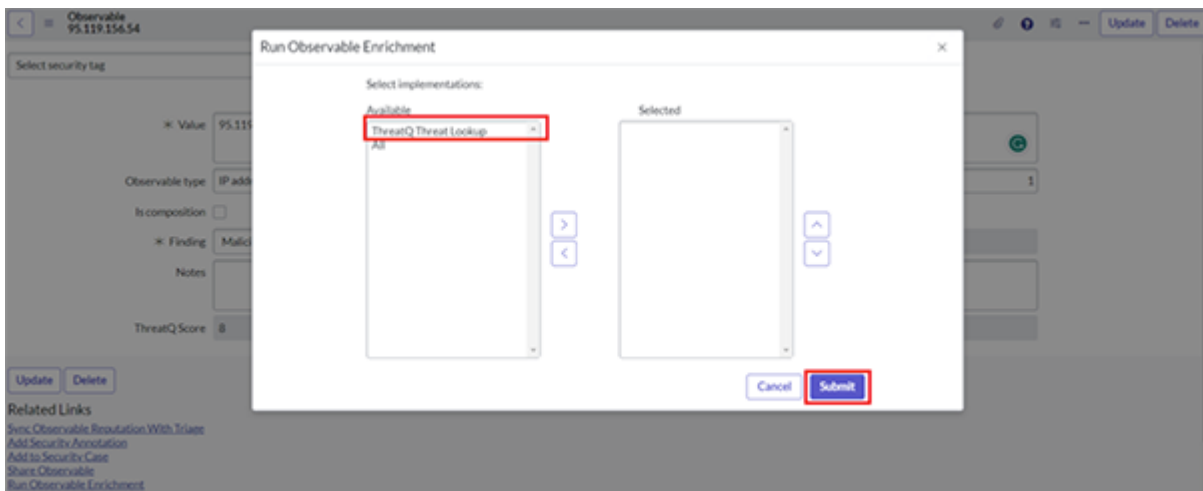 Observable
95.119.156.54
Update
Delete
Select security tag
Run Observable Enrichment
Select implementations:
Available
Selected
ThreatQ Threat Lookup
All
* Value 95.119
Observable type IP addr
1
Is composition
* Finding Malici
Notes
ThreatQ Score 8
Cancel
Submit
Update
Delete
Related Links
Sync Observable Reputation With Triage
Add Security Annotation
Add to Security Case
Share Observable
Run Observable Enrichment